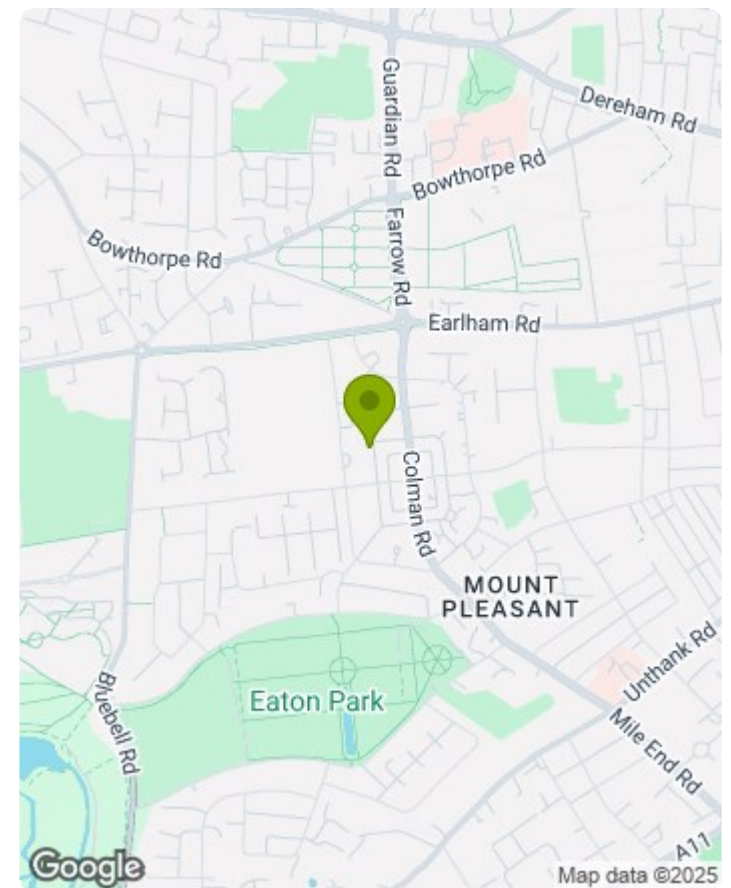 Guardian Rd
Dereham Rd
Bowthorpe Rd
Farrow Rd
Bowthorpe Rd
Earlham Rd
Colman Rd
MOUNT
PLEASANT
Unthank Rd
Bluebell Rd
Eaton Park
Mile End Rd
A11
Google
Map data ©2025